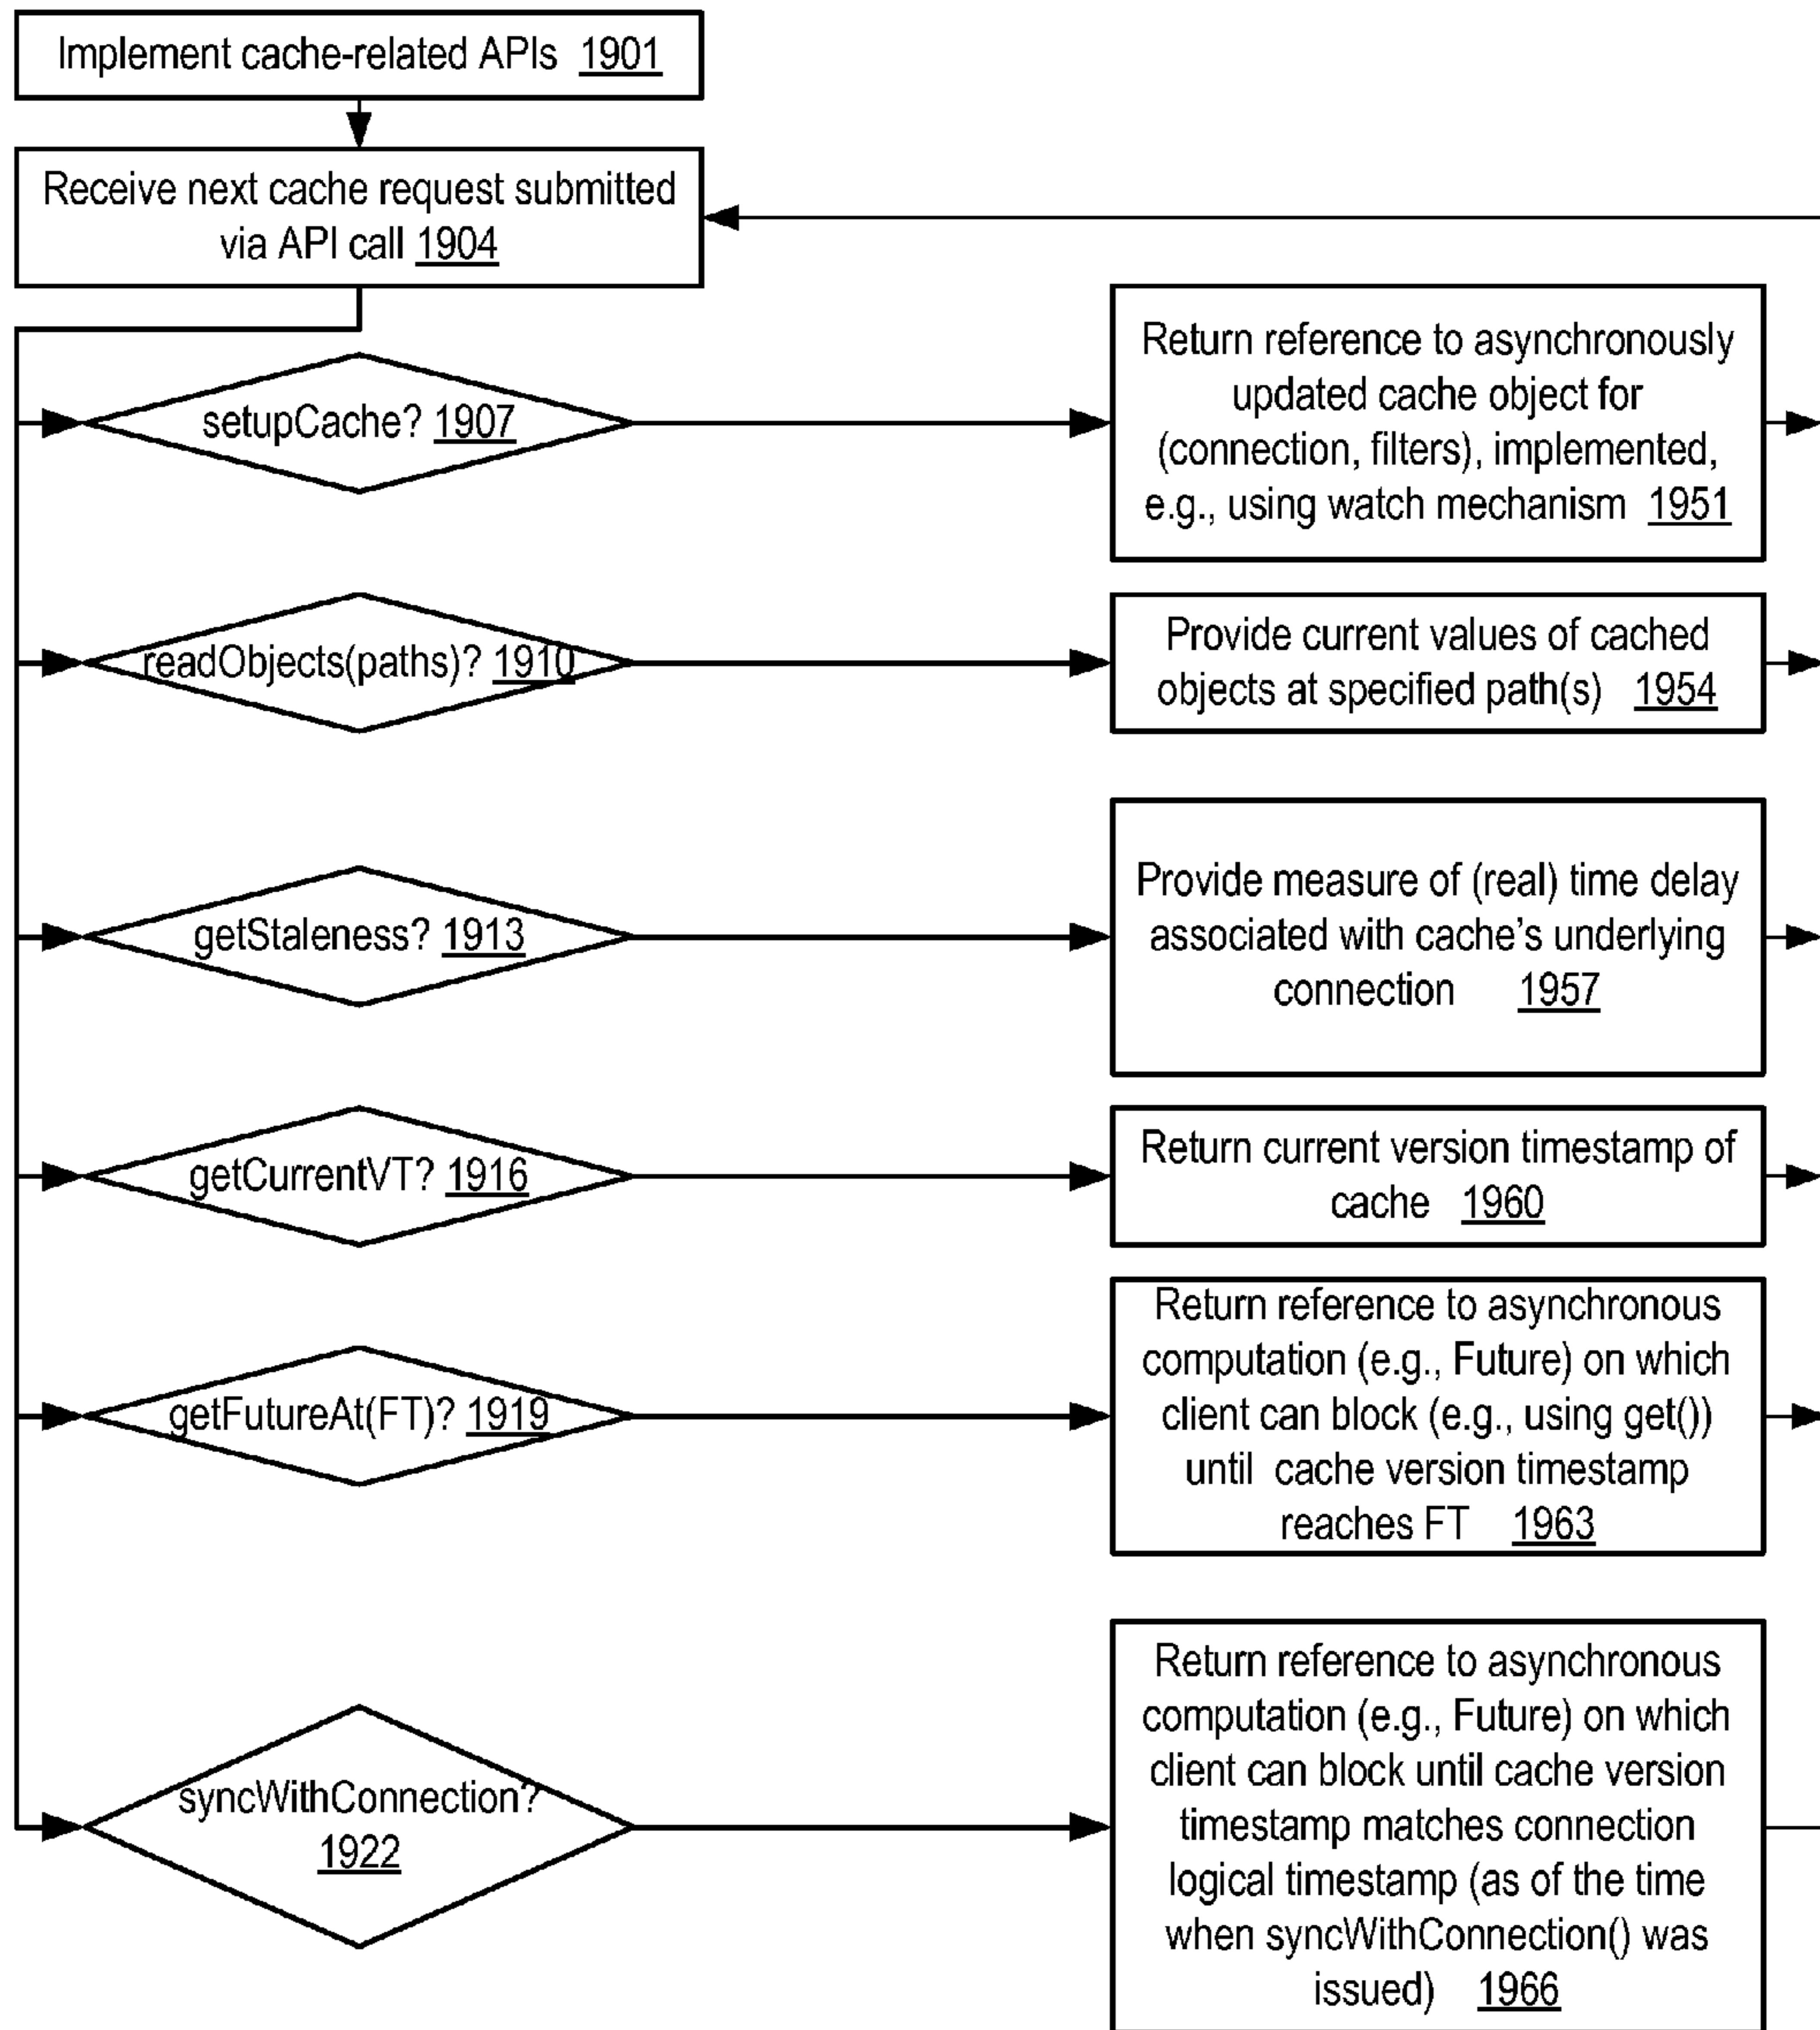 Implement cache-related APIs 1901
Receive next cache request submitted
via API call 1904
setupCache? 1907
Return reference to asynchronously
updated cache object for
(connection, filters), implemented,
e.g., using watch mechanism 1951
readObjects(paths)? 1910
Provide current values of cached
objects at specified path(s) 1954
getStaleness? 1913
Provide measure of (real) time delay
associated with cache's underlying
connection 1957
getCurrentVT? 1916
Return current version timestamp of
cache 1960
getFutureAt(FT)? 1919
Return reference to asynchronous
computation (e.g., Future) on which
client can block (e.g., using get())
until cache version timestamp
reaches FT 1963
syncWithConnection?
1922
Return reference to asynchronous
computation (e.g., Future) on which
client can block until cache version
timestamp matches connection
logical timestamp (as of the time
when syncWithConnection() was
issued) 1966